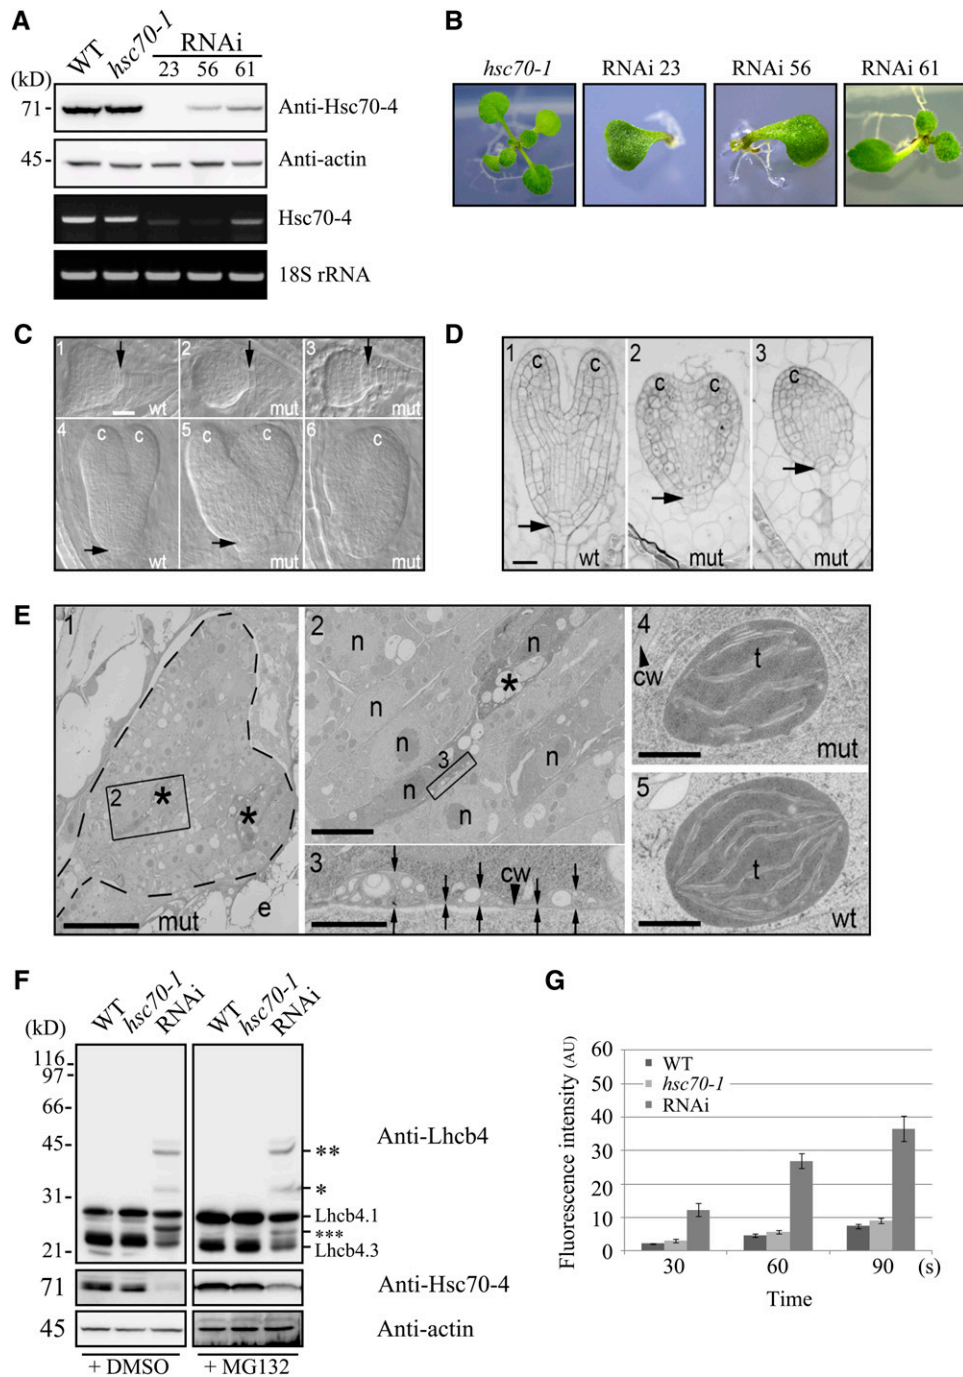 A
WT hsc70-1 RNAi
(kD) 23 56 61
71- Anti-Hsc70-4
45- Anti-actin
Hsc70-4
18S rRNA
B
hsc70-1 RNAi 23 RNAi 56 RNAi 61
C
1 wt
2 mut
3 mut
4 c c wt
5 c c mut
6 c mut
D
1 c c wt
2 c c mut
3 c mut
E
1 2 * * mut e
2 n n n n n n * 3
3 cw
4 cw t mut
5 t wt
F
WT hsc70-1 RNAi WT hsc70-1 RNAi
(kD)
116-
97-
66-
45- ** Anti-Lhcb4
31- *
Lhcb4.1
***
21- Lhcb4.3
71 Anti-Hsc70-4
45 Anti-actin
+ DMSO + MG132
G
Fluorescence intensity (AU)
60
50
40
30
20
10
0
WT
hsc70-1
RNAi
30 60 90 (s)
Time